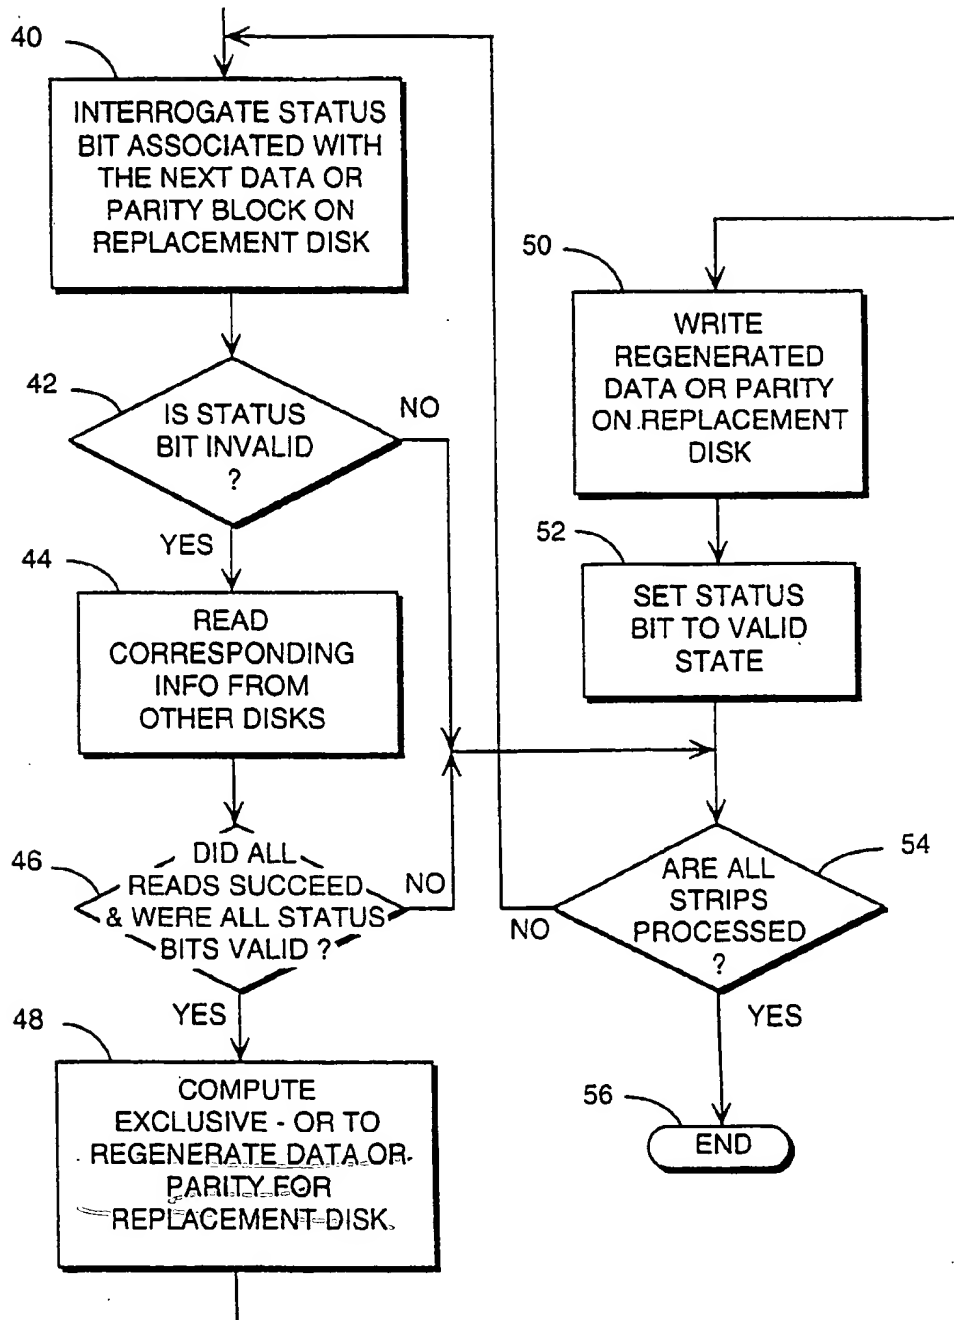 40
INTERROGATE STATUS
BIT ASSOCIATED WITH
THE NEXT DATA OR
PARITY BLOCK ON
REPLACEMENT DISK
42
IS STATUS
BIT INVALID
?
NO
YES
44
READ
CORRESPONDING
INFO FROM
OTHER DISKS
46
DID ALL
READS SUCCEED
& WERE ALL STATUS
BITS VALID ?
NO
YES
48
COMPUTE
EXCLUSIVE - OR TO
REGENERATE DATA OR
PARITY FOR
REPLACEMENT DISK
50
WRITE
REGENERATED
DATA OR PARITY
ON REPLACEMENT
DISK
52
SET STATUS
BIT TO VALID
STATE
54
ARE ALL
STRIPS
PROCESSED
?
NO
YES
56
END